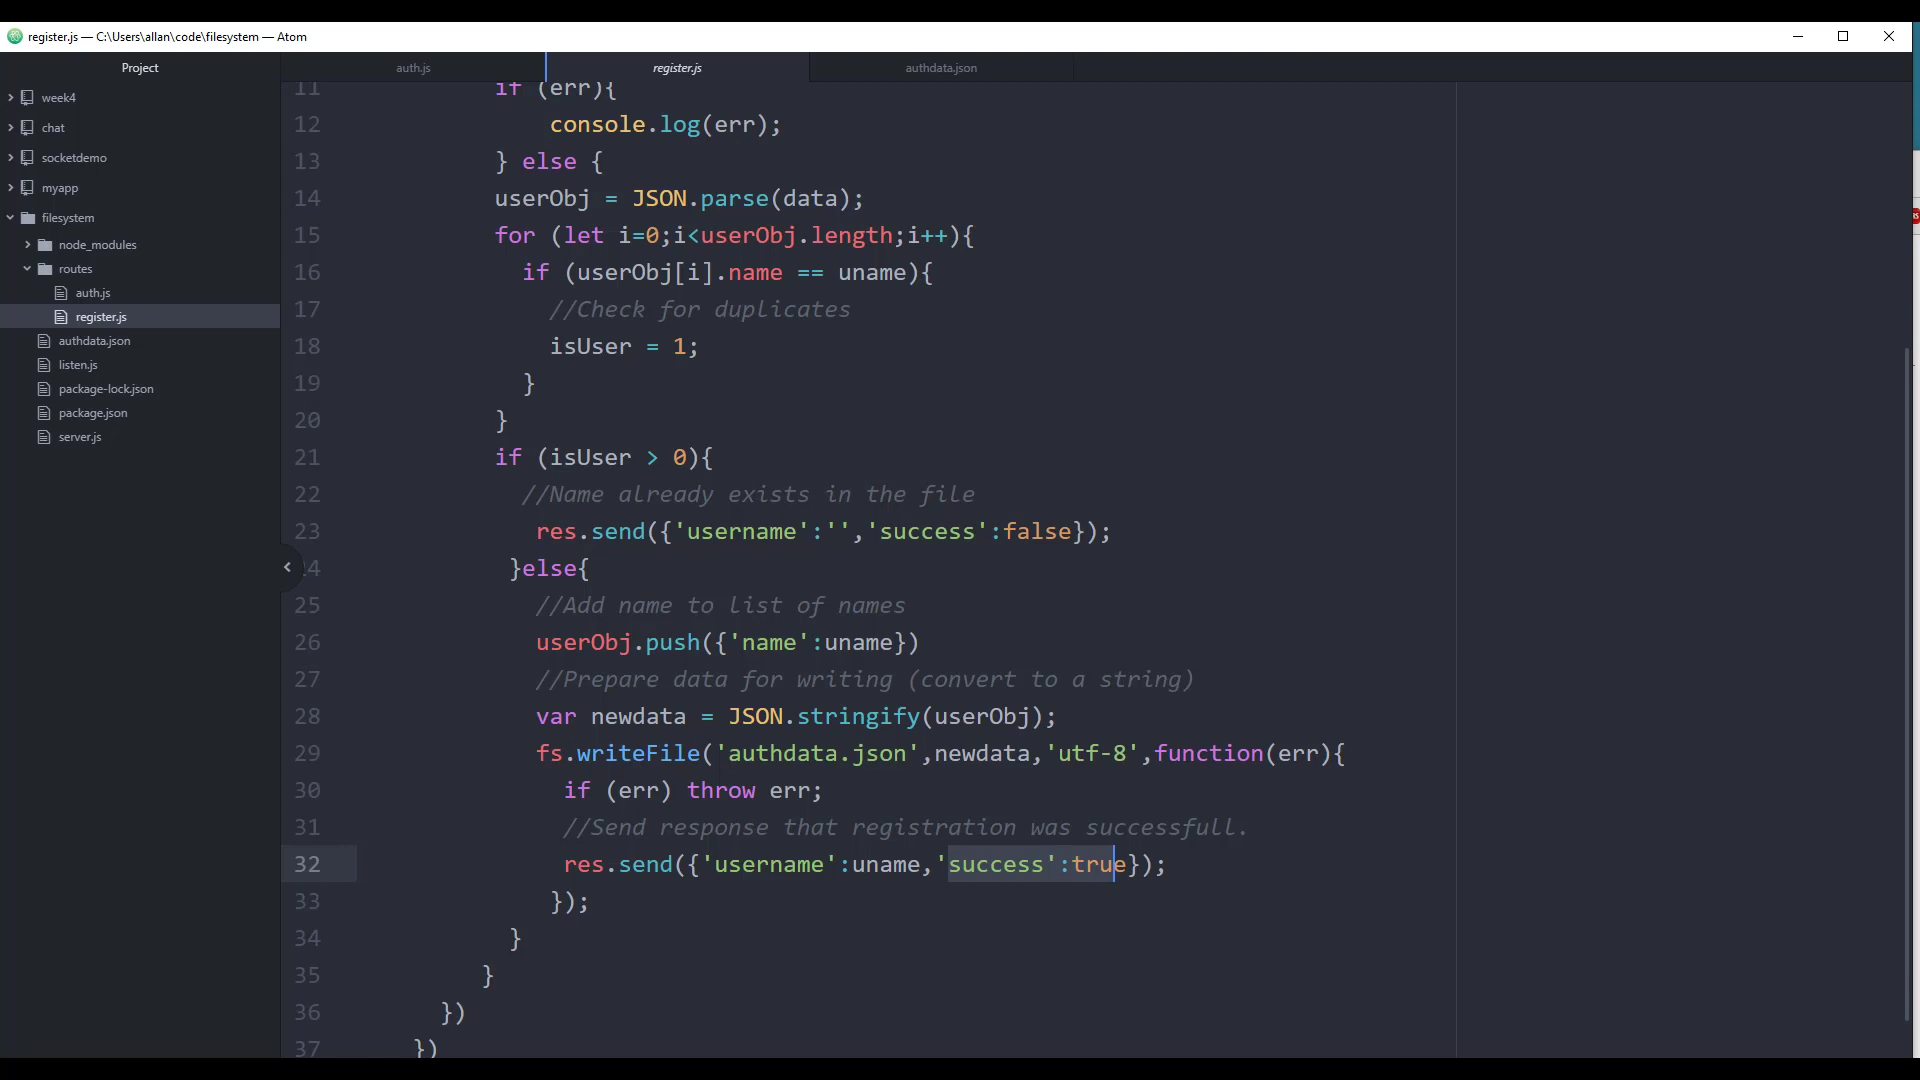 register.js — C:\Users\allan\code\filesystem — Atom
Project
auth.js
register.js
authdata.json
week4
chat
socketdemo
myapp
filesystem
node_modules
routes
auth.js
register.js
authdata.json
listen.js
package-lock.json
package.json
server.js
11 if (err){
12 console.log(err);
13 } else {
14 userObj = JSON.parse(data);
15 for (let i=0;i<userObj.length;i++){
16 if (userObj[i].name == uname){
17 //Check for duplicates
18 isUser = 1;
19 }
20 }
21 if (isUser > 0){
22 //Name already exists in the file
23 res.send({'username':'','success':false});
24 }else{
25 //Add name to list of names
26 userObj.push({'name':uname})
27 //Prepare data for writing (convert to a string)
28 var newdata = JSON.stringify(userObj);
29 fs.writeFile('authdata.json',newdata,'utf-8',function(err){
30 if (err) throw err;
31 //Send response that registration was successfull.
32 res.send({'username':uname,'success':true});
33 });
34 }
35 }
36 })
37 })